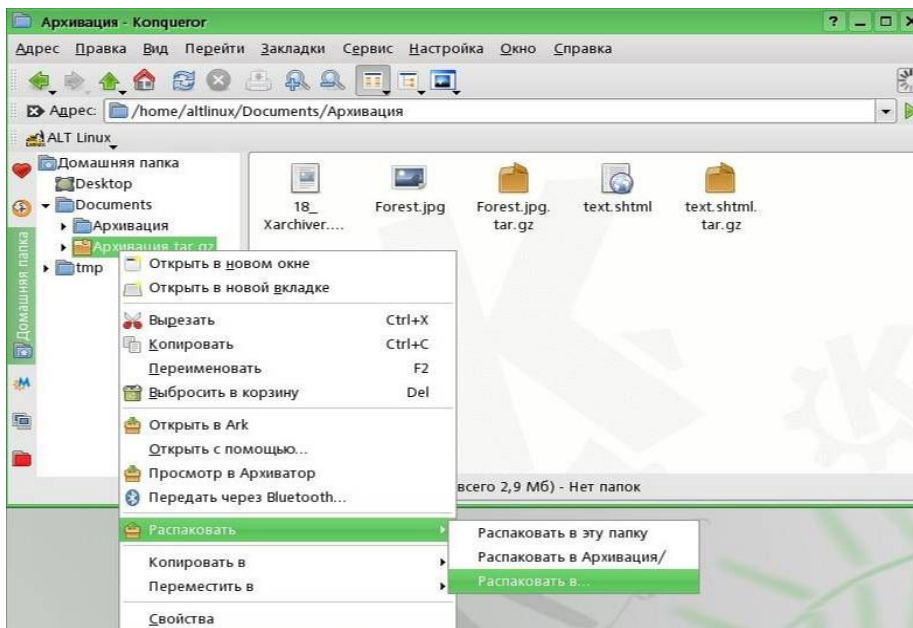 Архивация - Konqueror
Адрес Правка Вид Перейти Закладки Сервис Настройка Окно Справка
Адрес: /home/altlinux/Documents/Архивация
ALT Linux
Домашняя папка
Домашняя папка
Desktop
Documents
Архивация
Архивация.tar.gz
tmp
18_
Xarchiver....
Forest.jpg
Forest.jpg.
tar.gz
text.shtml
text.shtml.
tar.gz
Открыть в новом окне
Открыть в новой вкладке
Вырезать Ctrl+X
Копировать Ctrl+C
Переименовать F2
Выбросить в корзину Del
Открыть в Ark
Открыть с помощью...
Просмотр в Архиватор
Передать через Bluetooth...
всего 2,9 Мб) - Нет папок
Распаковать
Распаковать в эту папку
Распаковать в Архивация/
Распаковать в...
Копировать в
Переместить в
Свойства